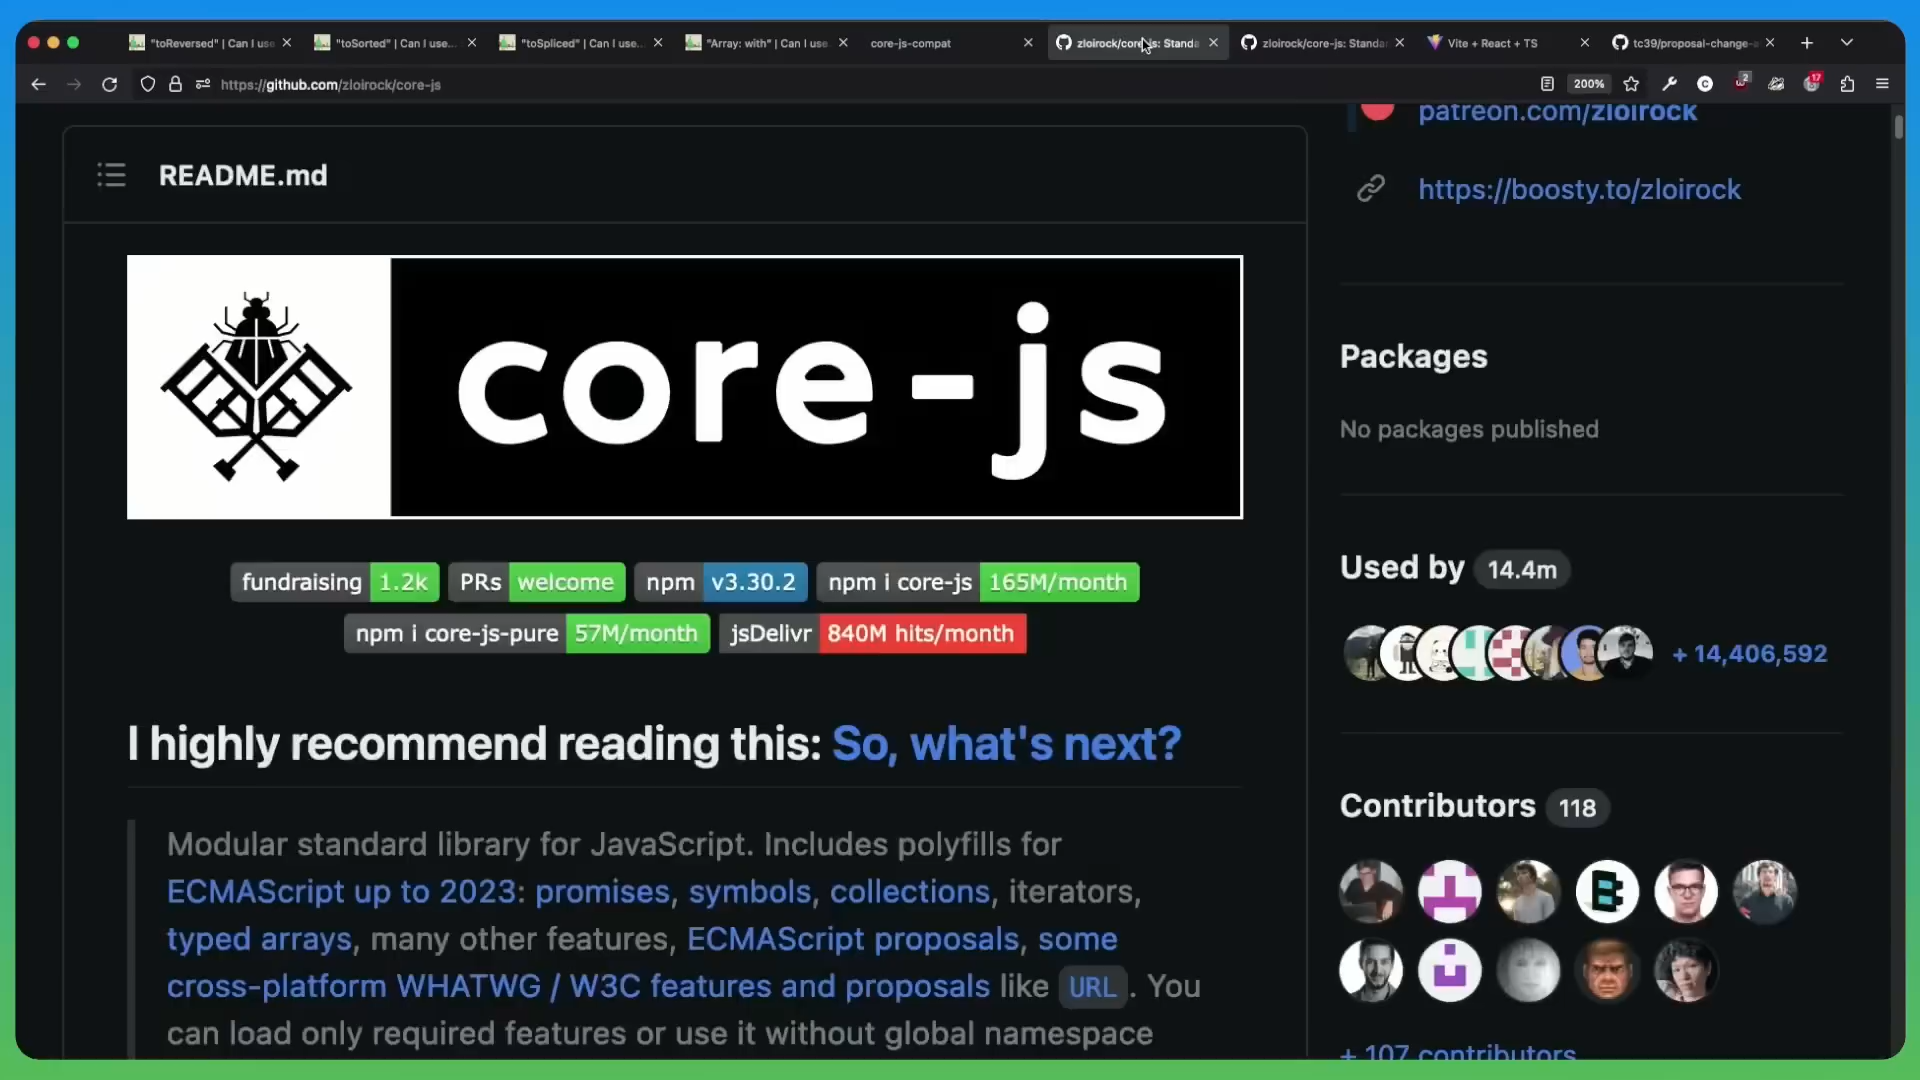 "toReversed" | Can I use
"toSorted" | Can I use...
"toSpliced" | Can I use...
"Array: with" | Can I use
core-js-compat
zloirock/core-js: Standa
zloirock/core-js: Standar
Vite + React + TS
tc39/proposal-change-a
https://github.com/zloirock/core-js
200%
2
17
patreon.com/zloirock
README.md
https://boosty.to/zloirock
core-js
Packages
No packages published
fundraising 1.2k PRs welcome npm v3.30.2 npm i core-js 165M/month
npm i core-js-pure 57M/month jsDelivr 840M hits/month
Used by 14.4m
+ 14,406,592
I highly recommend reading this: So, what's next?
Contributors 118
Modular standard library for JavaScript. Includes polyfills for
ECMAScript up to 2023: promises, symbols, collections, iterators,
typed arrays, many other features, ECMAScript proposals, some
cross-platform WHATWG / W3C features and proposals like URL. You
can load only required features or use it without global namespace
+ 107 contributors